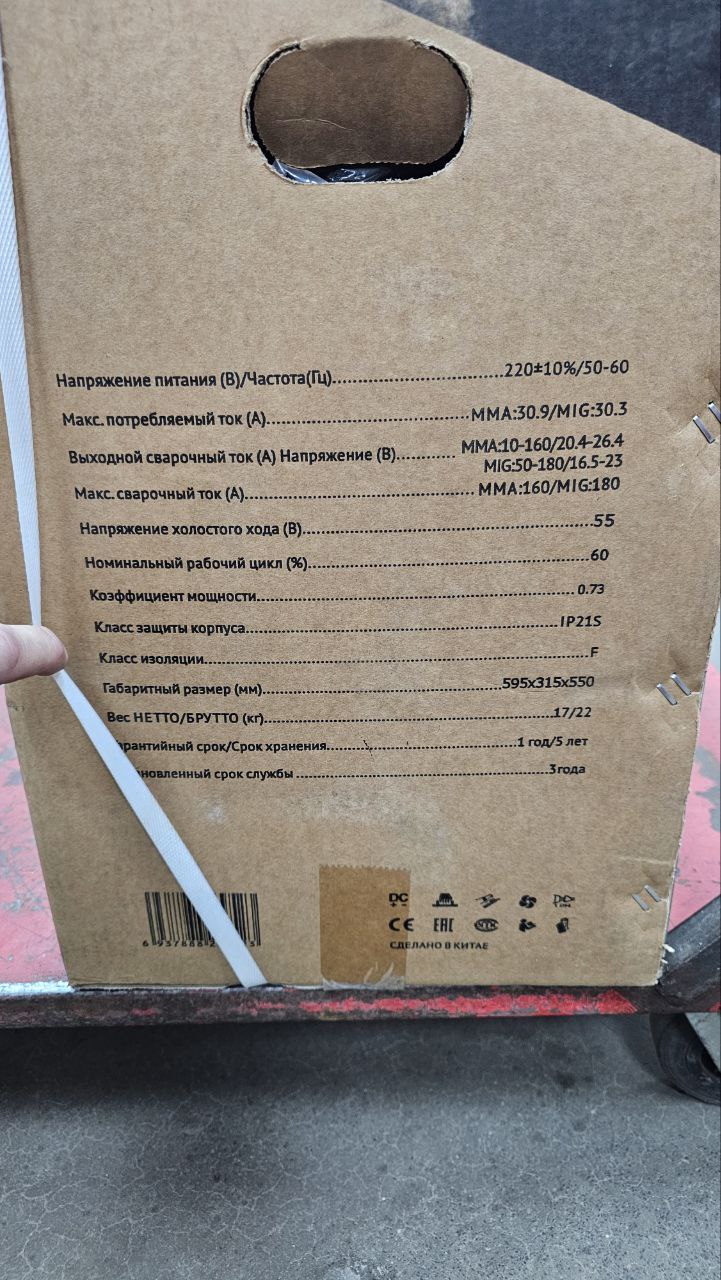 Напряжение питания (В)/Частота(Гц)..........220±10%/50-60
Макс. потребляемый ток (А)..........MMA:30.9/MIG:30.3
Выходной сварочный ток (А) Напряжение (В)..........MMA:10-160/20.4-26.4
MIG:50-180/16.5-23
Макс. сварочный ток (А)..........MMA:160/MIG:180
Напряжение холостого хода (В)..........55
Номинальный рабочий цикл (%)..........60
Коэффициент мощности..........0.73
Класс защиты корпуса..........IP21S
Класс изоляции..........F
Габаритный размер (мм)..........595x315x550
Вес НЕТТО/БРУТТО (кг)..........17/22
арантийный срок/Срок хранения..........1 год/5 лет
новленный срок службы ..........3года
DC
CE EAC
СДЕЛАНО В КИТАЕ